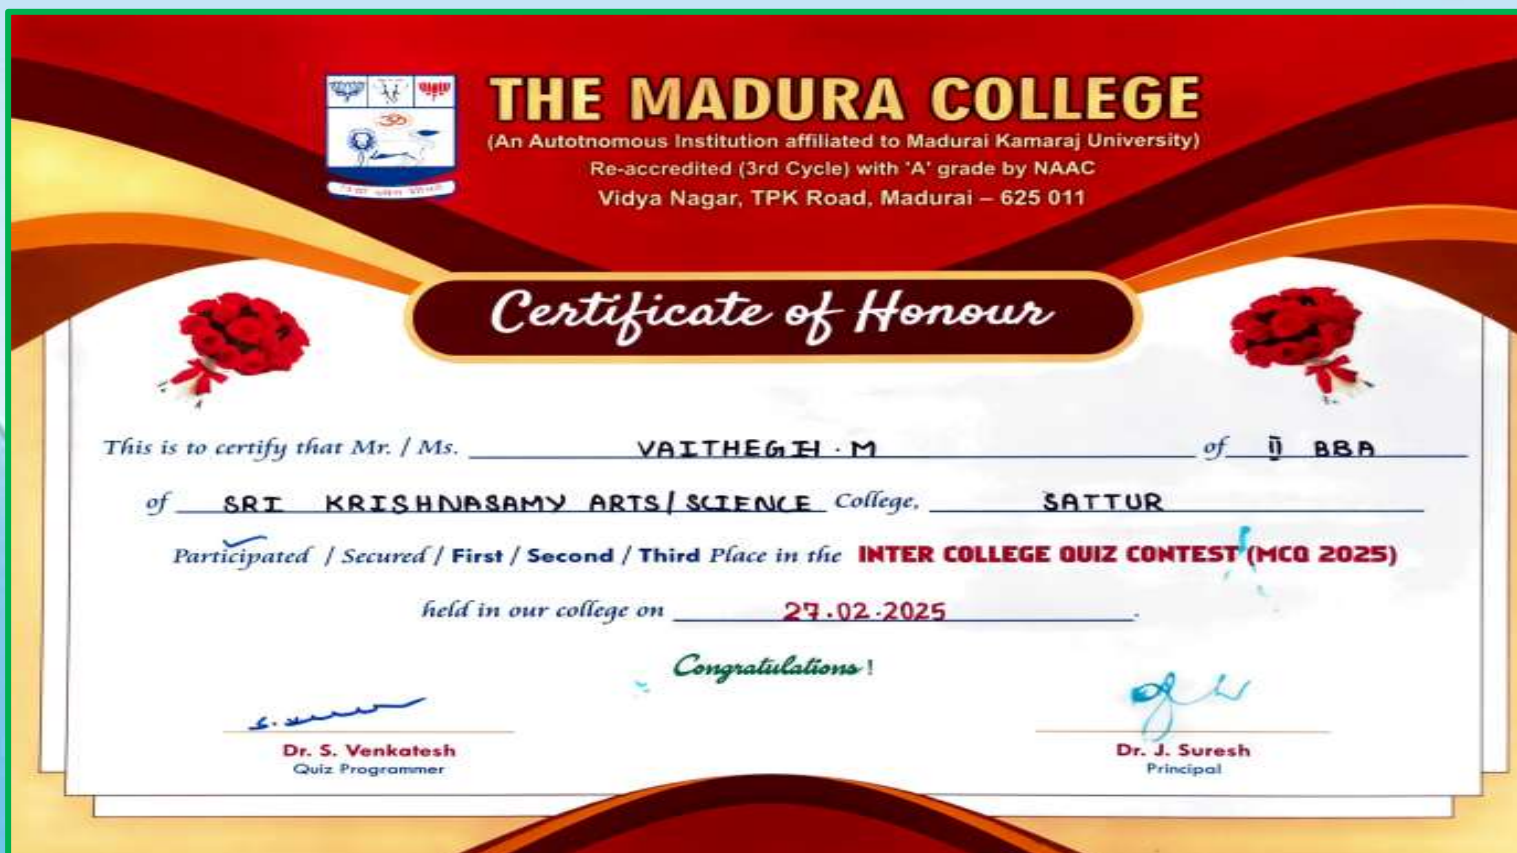 THE MADURA COLLEGE
(An Autotnomous Institution affiliated to Madurai Kamaraj University)
Re-accredited (3rd Cycle) with 'A' grade by NAAC
Vidya Nagar, TPK Road, Madurai – 625 011
Certificate of Honour
This is to certify that Mr. / Ms. VAITHEGIH . M of II BBA
of SRI KRISHNASAMY ARTS/SCIENCE College, SATTUR
Participated / Secured / First / Second / Third Place in the INTER COLLEGE QUIZ CONTEST (MCQ 2025)
held in our college on 27.02.2025.
Congratulations !
Dr. S. Venkatesh
Quiz Programmer
Dr. J. Suresh
Principal